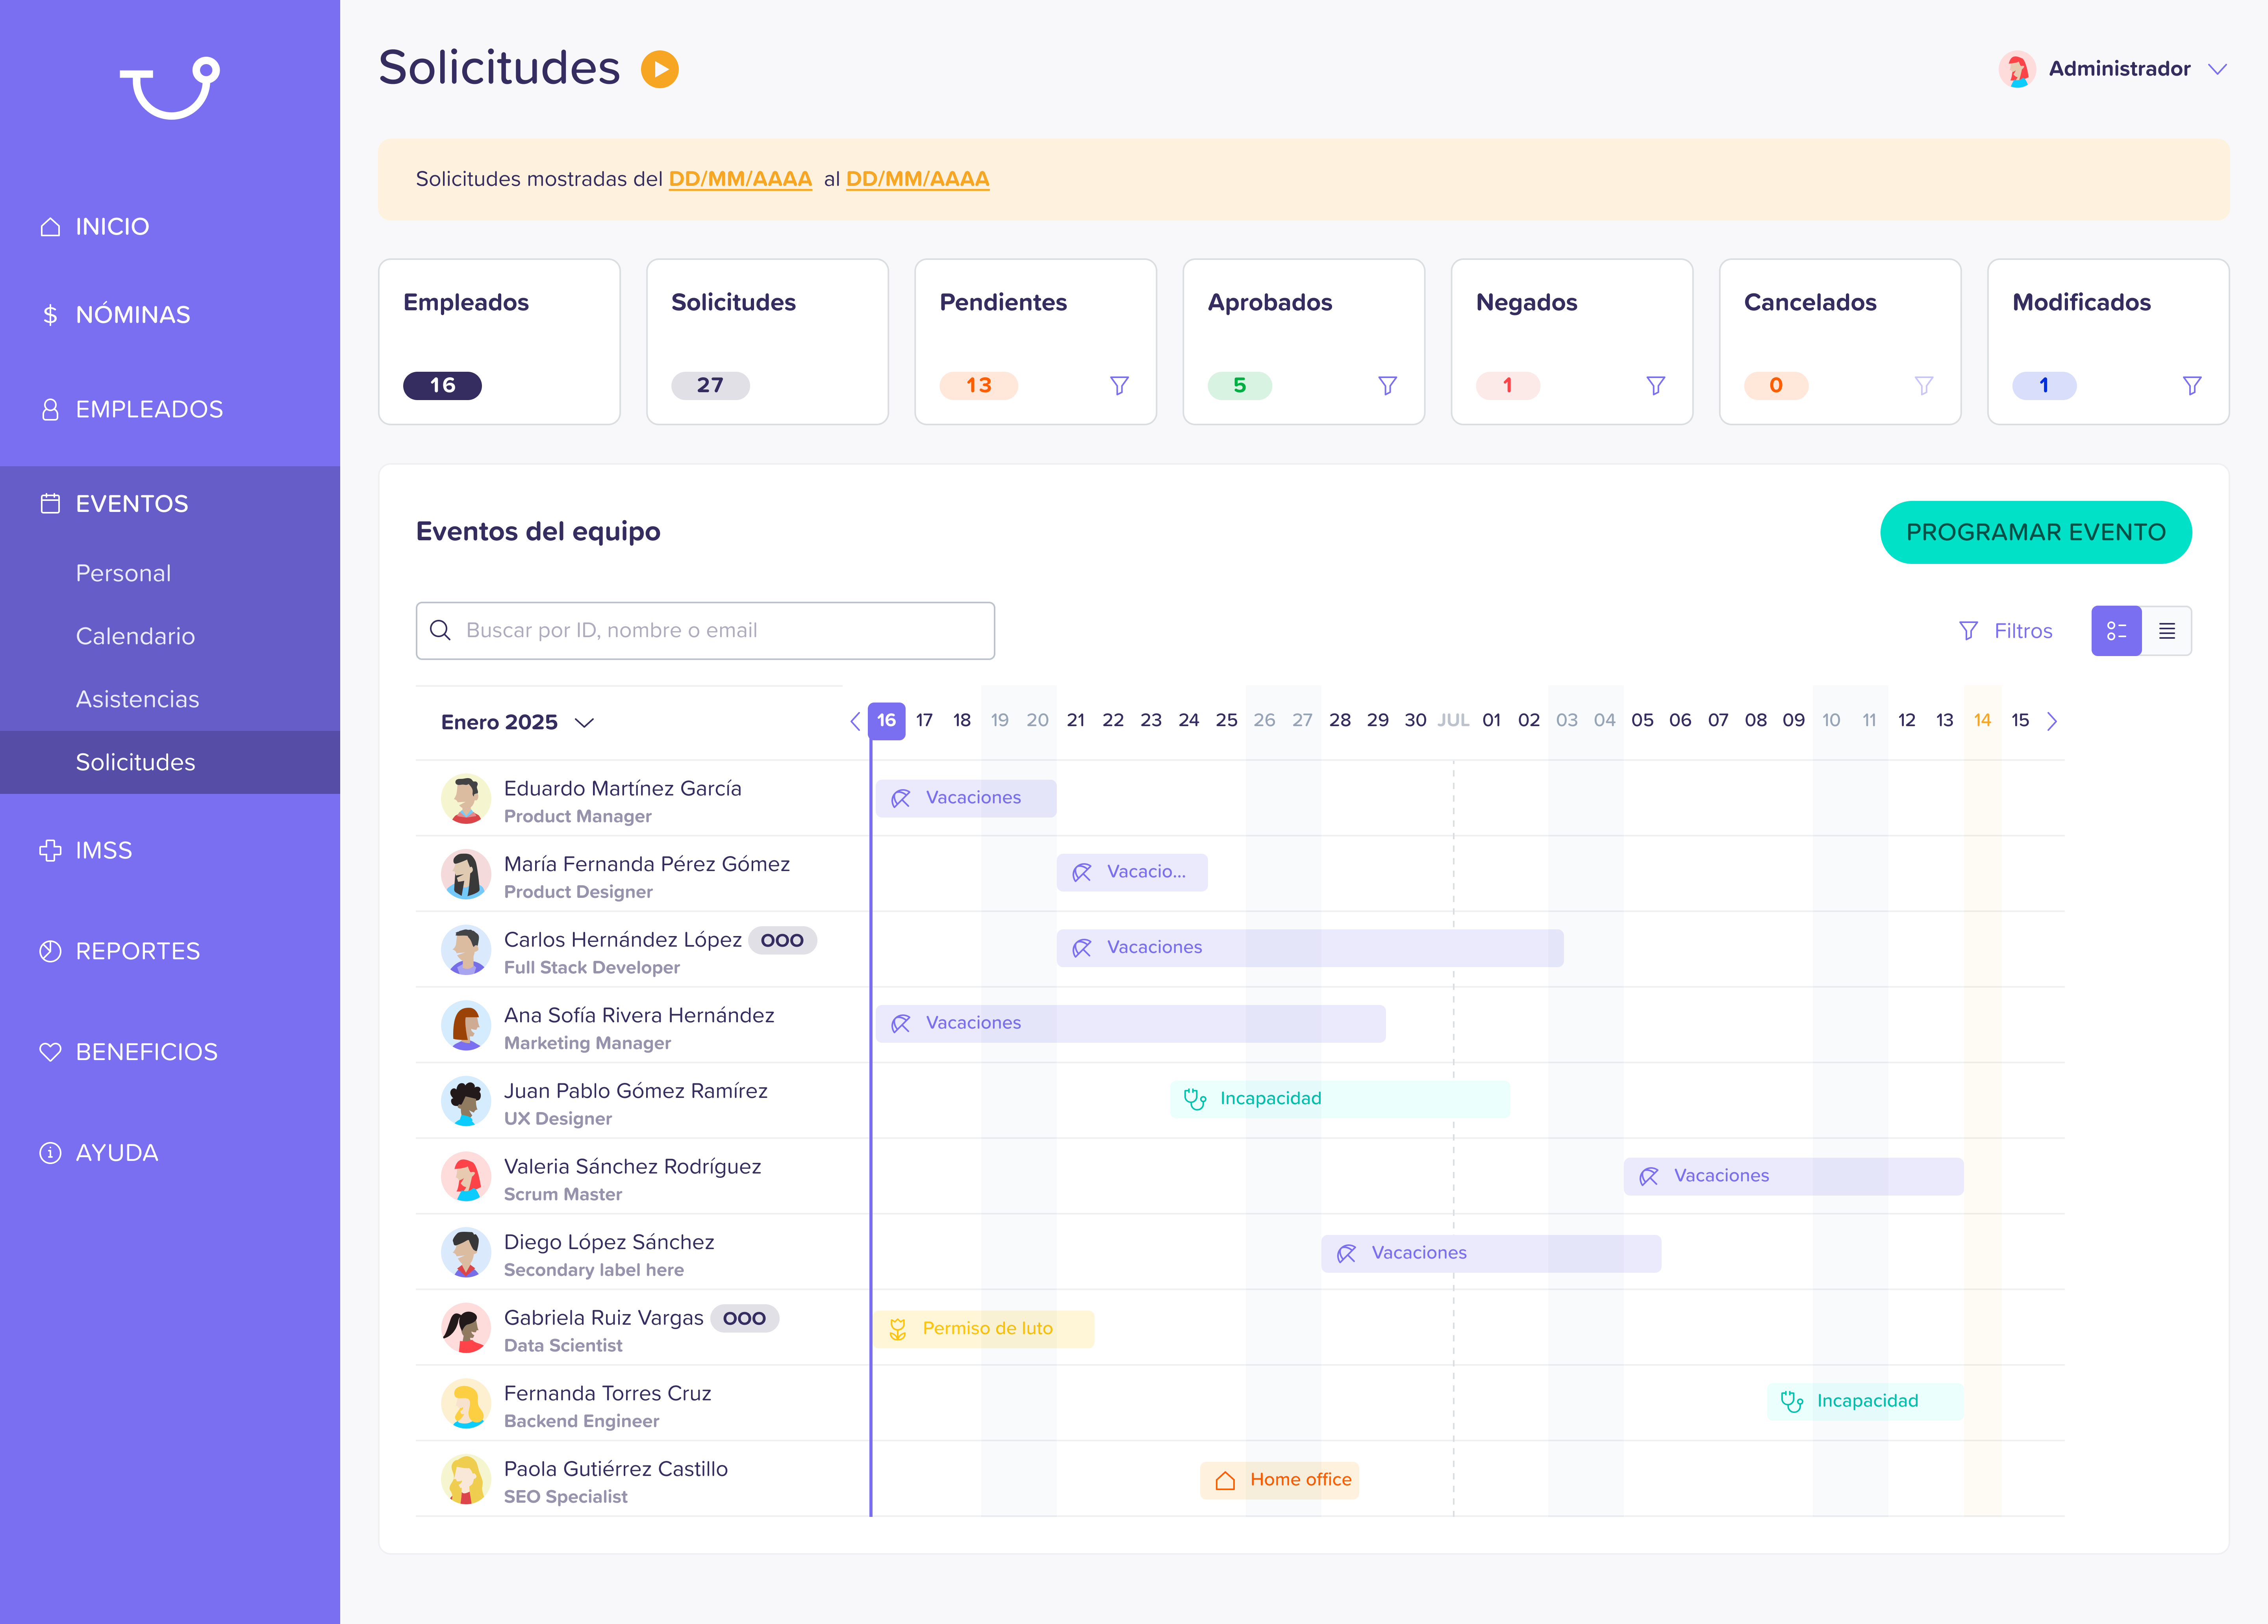 Solicitudes
Administrador
Solicitudes mostradas del DD/MM/AAAA al DD/MM/AAAA
INICIO
NÓMINAS
EMPLEADOS
EVENTOS
Personal
Calendario
Asistencias
Solicitudes
IMSS
REPORTES
BENEFICIOS
AYUDA
Empleados
16
Solicitudes
27
Pendientes
13
Aprobados
5
Negados
1
Cancelados
0
Modificados
1
Eventos del equipo
PROGRAMAR EVENTO
Buscar por ID, nombre o email
Filtros
Enero 2025
16 17 18 19 20 21 22 23 24 25 26 27 28 29 30 JUL 01 02 03 04 05 06 07 08 09 10 11 12 13 14 15
Eduardo Martínez García
Product Manager
Vacaciones
María Fernanda Pérez Gómez
Product Designer
Vacacio...
Carlos Hernández López OOO
Full Stack Developer
Vacaciones
Ana Sofía Rivera Hernández
Marketing Manager
Vacaciones
Juan Pablo Gómez Ramírez
UX Designer
Incapacidad
Valeria Sánchez Rodríguez
Scrum Master
Vacaciones
Diego López Sánchez
Secondary label here
Vacaciones
Gabriela Ruiz Vargas OOO
Data Scientist
Permiso de luto
Fernanda Torres Cruz
Backend Engineer
Incapacidad
Paola Gutiérrez Castillo
SEO Specialist
Home office